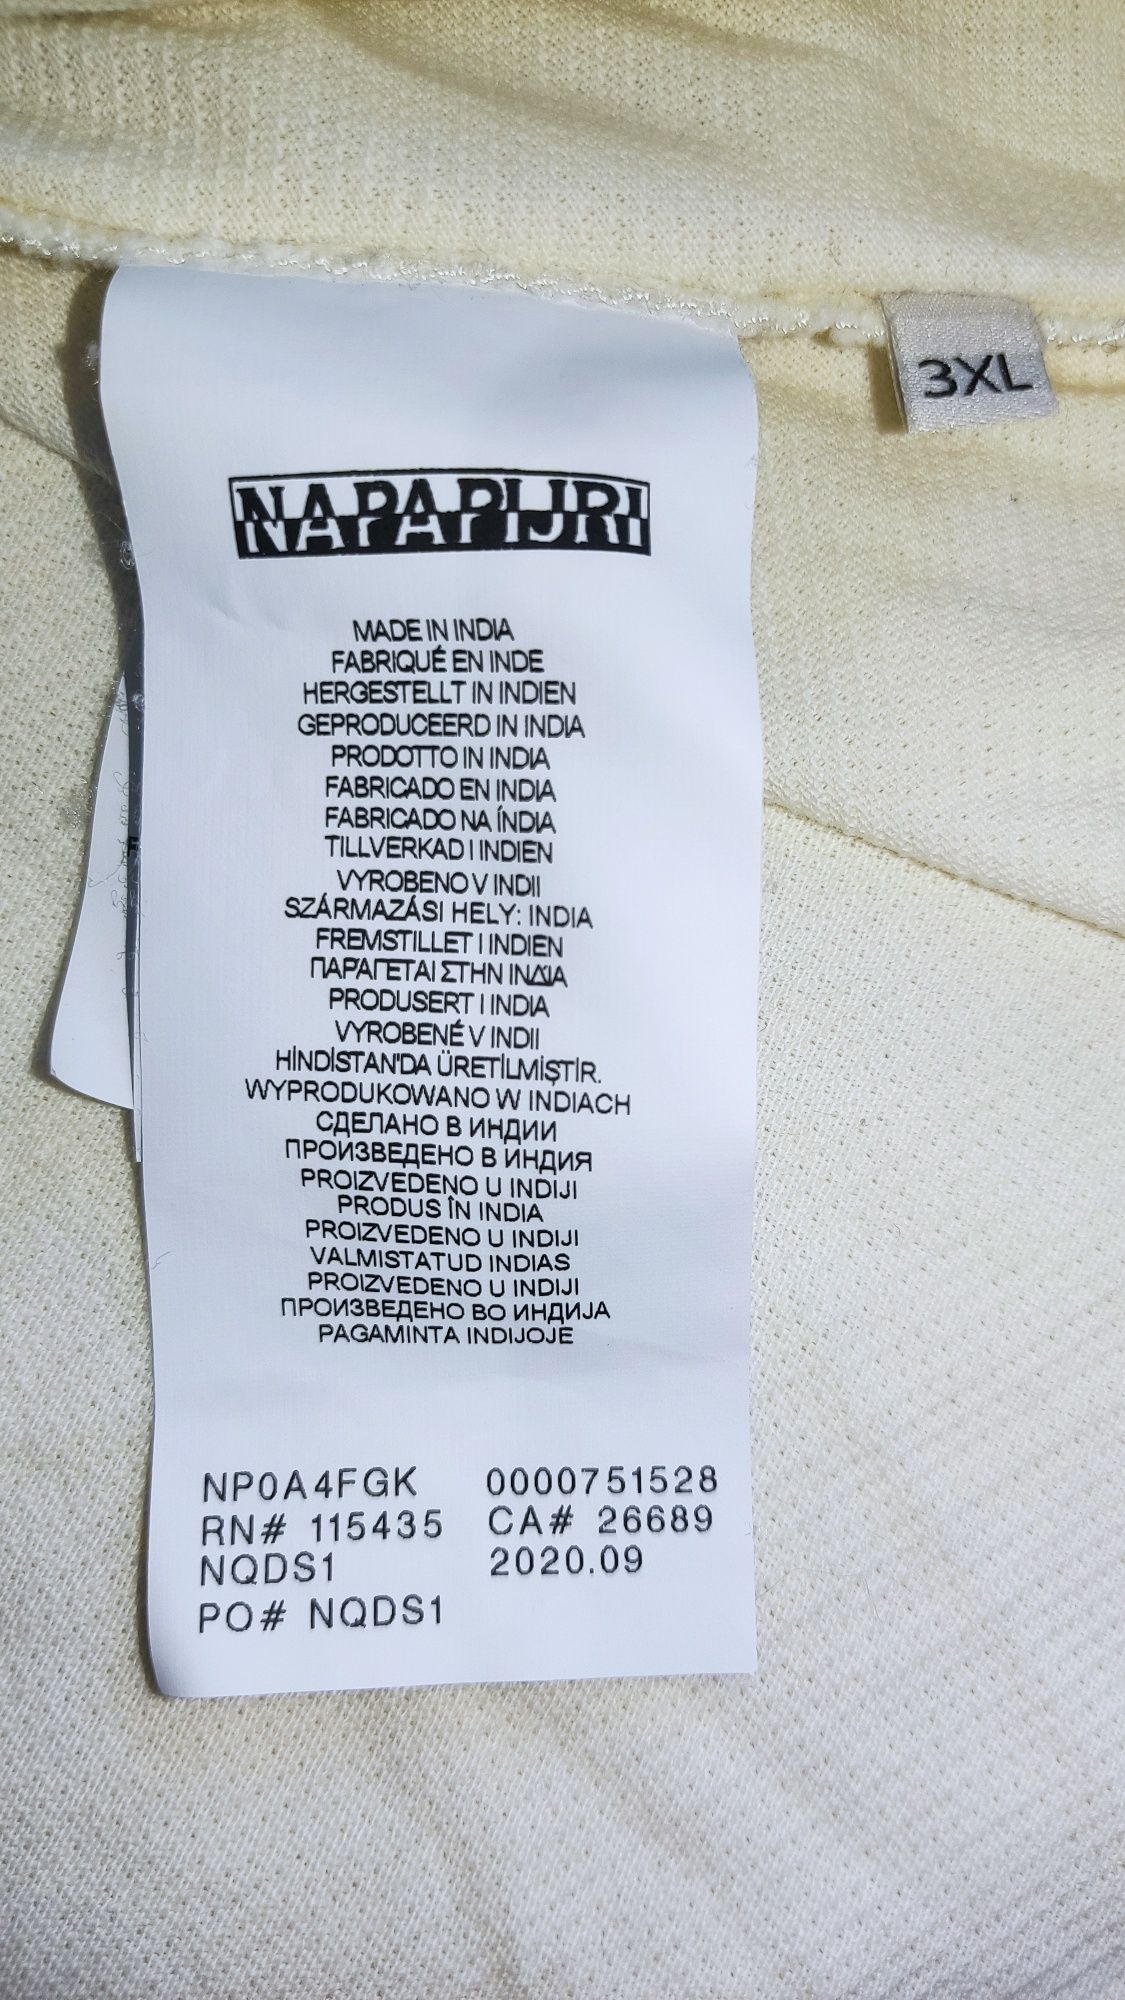 3XL
NAPAPIJRI
MADE IN INDIA
FABRIQUÉ EN INDE
HERGESTELLT IN INDIEN
GEPRODUCEERD IN INDIA
PRODOTTO IN INDIA
FABRICADO EN INDIA
FABRICADO NA ÍNDIA
TILLVERKAD I INDIEN
VYROBENO V INDII
SZÁRMAZÁSI HELY: INDIA
FREMSTILLET I INDIEN
ΠΑΡΑΓΕΤΑΙ ΣΤΗΝ ΙΝΔΙΑ
PRODUSERT I INDIA
VYROBENÉ V INDII
HİNDİSTAN'DA ÜRETİLMİŞTİR.
WYPRODUKOWANO W INDIACH
СДЕЛАНО В ИНДИИ
ПРОИЗВЕДЕНО В ИНДИЯ
PROIZVEDENO U INDIJI
PRODUS ÎN INDIA
PROIZVEDENO U INDIJI
VALMISTATUD INDIAS
PROIZVEDENO U INDIJI
ПРОИЗВЕДЕНО ВО ИНДИЈА
PAGAMINTA INDIJOJE
NP0A4FGK 0000751528
RN# 115435 CA# 26689
NQDS1 2020.09
PO# NQDS1